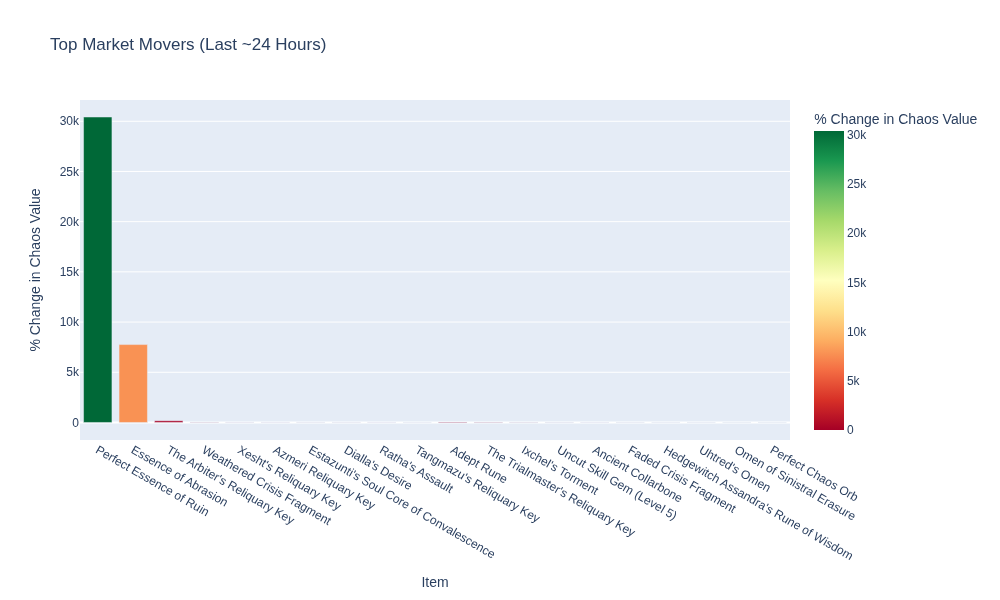 Top Market Movers (Last ~24 Hours)
% Change in Chaos Value
30k
25k
20k
15k
10k
5k
0
% Change in Chaos Value
30k
25k
20k
15k
10k
5k
0
Perfect Essence of Ruin
Essence of Abrasion
The Arbiter's Reliquary Key
Weathered Crisis Fragment
Xesht's Reliquary Key
Azmeri Reliquary Key
Estazunti's Soul Core of Convalescence
Dialla's Desire
Ratha's Assault
Tangmazu's Reliquary Key
Adept Rune
The Trialmaster's Reliquary Key
Ixchel's Torment
Uncut Skill Gem (Level 5)
Ancient Collarbone
Faded Crisis Fragment
Hedgewitch Assandra's Rune of Wisdom
Uhtred's Omen
Omen of Sinistral Erasure
Perfect Chaos Orb
Item